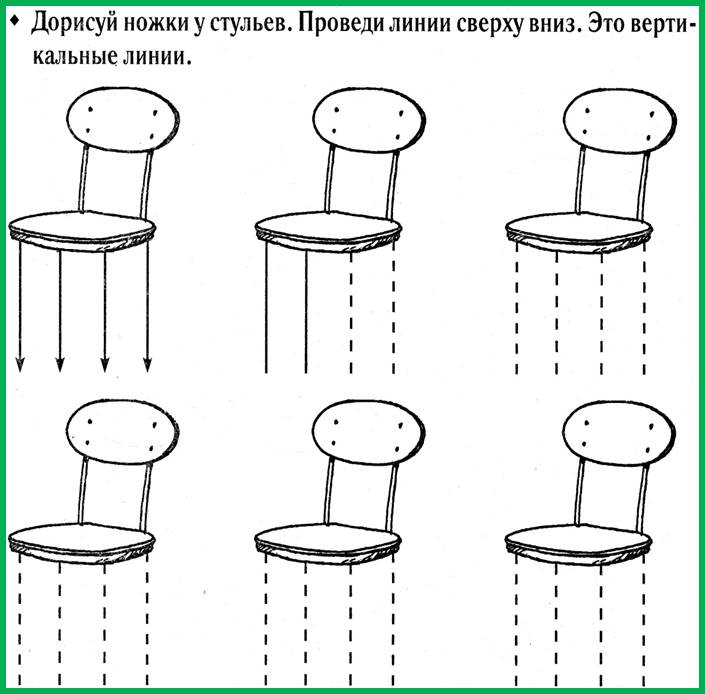 ♦ Дорисуй ножки у стульев. Проведи линии сверху вниз. Это верти-
кальные линии.